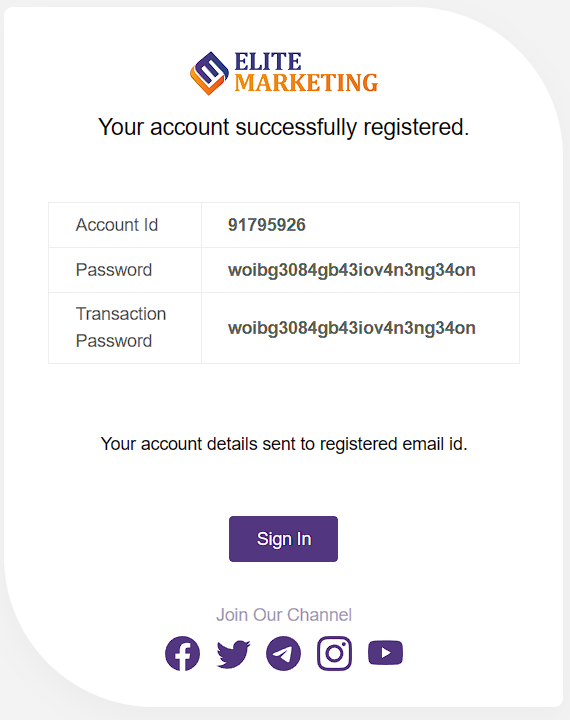 ELITE
MARKETING
Your account successfully registered.
Account Id 91795926
Password woibg3084gb43iov4n3ng34on
Transaction
Password woibg3084gb43iov4n3ng34on
Your account details sent to registered email id.
Sign In
Join Our Channel